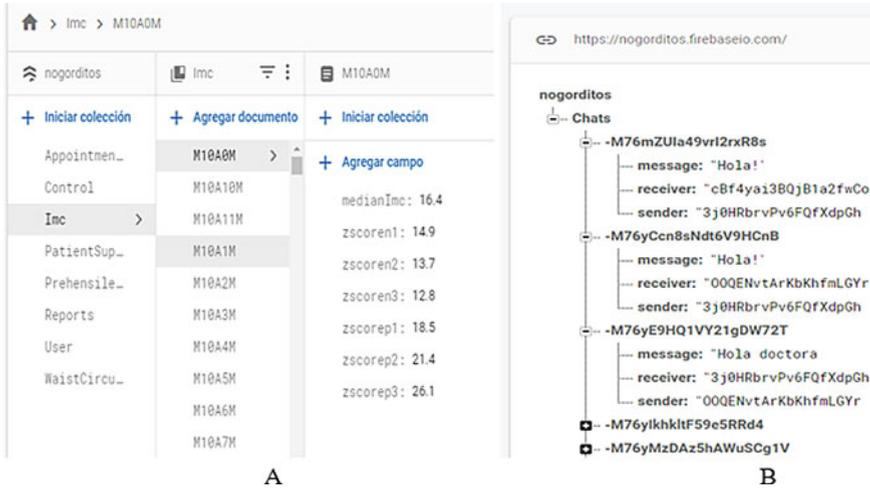 Imc > M10A0M
nogorditos
Imc
M10A0M
+ Iniciar colección
+ Agregar documento
+ Iniciar colección
Appointmen…
Control
Imc >
PatientSup…
Prehensile…
Reports
User
WaistCircu…
M10A0M >
M10A10M
M10A11M
M10A1M
M10A2M
M10A3M
M10A4M
M10A5M
M10A6M
M10A7M
+ Agregar campo
medianImc: 16.4
zscoren1: 14.9
zscoren2: 13.7
zscoren3: 12.8
zscorep1: 18.5
zscorep2: 21.4
zscorep3: 26.1
A
https://nogorditos.firebaseio.com/
nogorditos
Chats
-M76mZUIa49vrI2rxR8s
message: "Hola!"
receiver: "cBf4yai3BQjB1a2fwCo
sender: "3j0HRbrvPv6FQfXdpGh
-M76yCcn8sNdt6V9HCnB
message: "Hola!"
receiver: "OOQENvtArKbKhfmLGYr
sender: "3j0HRbrvPv6FQfXdpGh
-M76yE9HQ1VY21gDW72T
message: "Hola doctora
receiver: "3j0HRbrvPv6FQfXdpGh
sender: "OOQENvtArKbKhfmLGYr
-M76yIkhkltF59e5RRd4
-M76yMzDAz5hAWuSCg1V
B